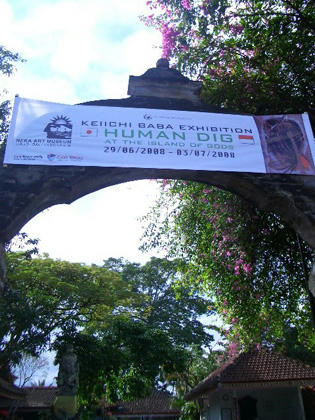 KEIICHI BABA EXHIBITION
HUMAN DIG
AT THE ISLAND OF GODS
29/06/2008 - 03/07/2008
NEKA ART MUSEUM